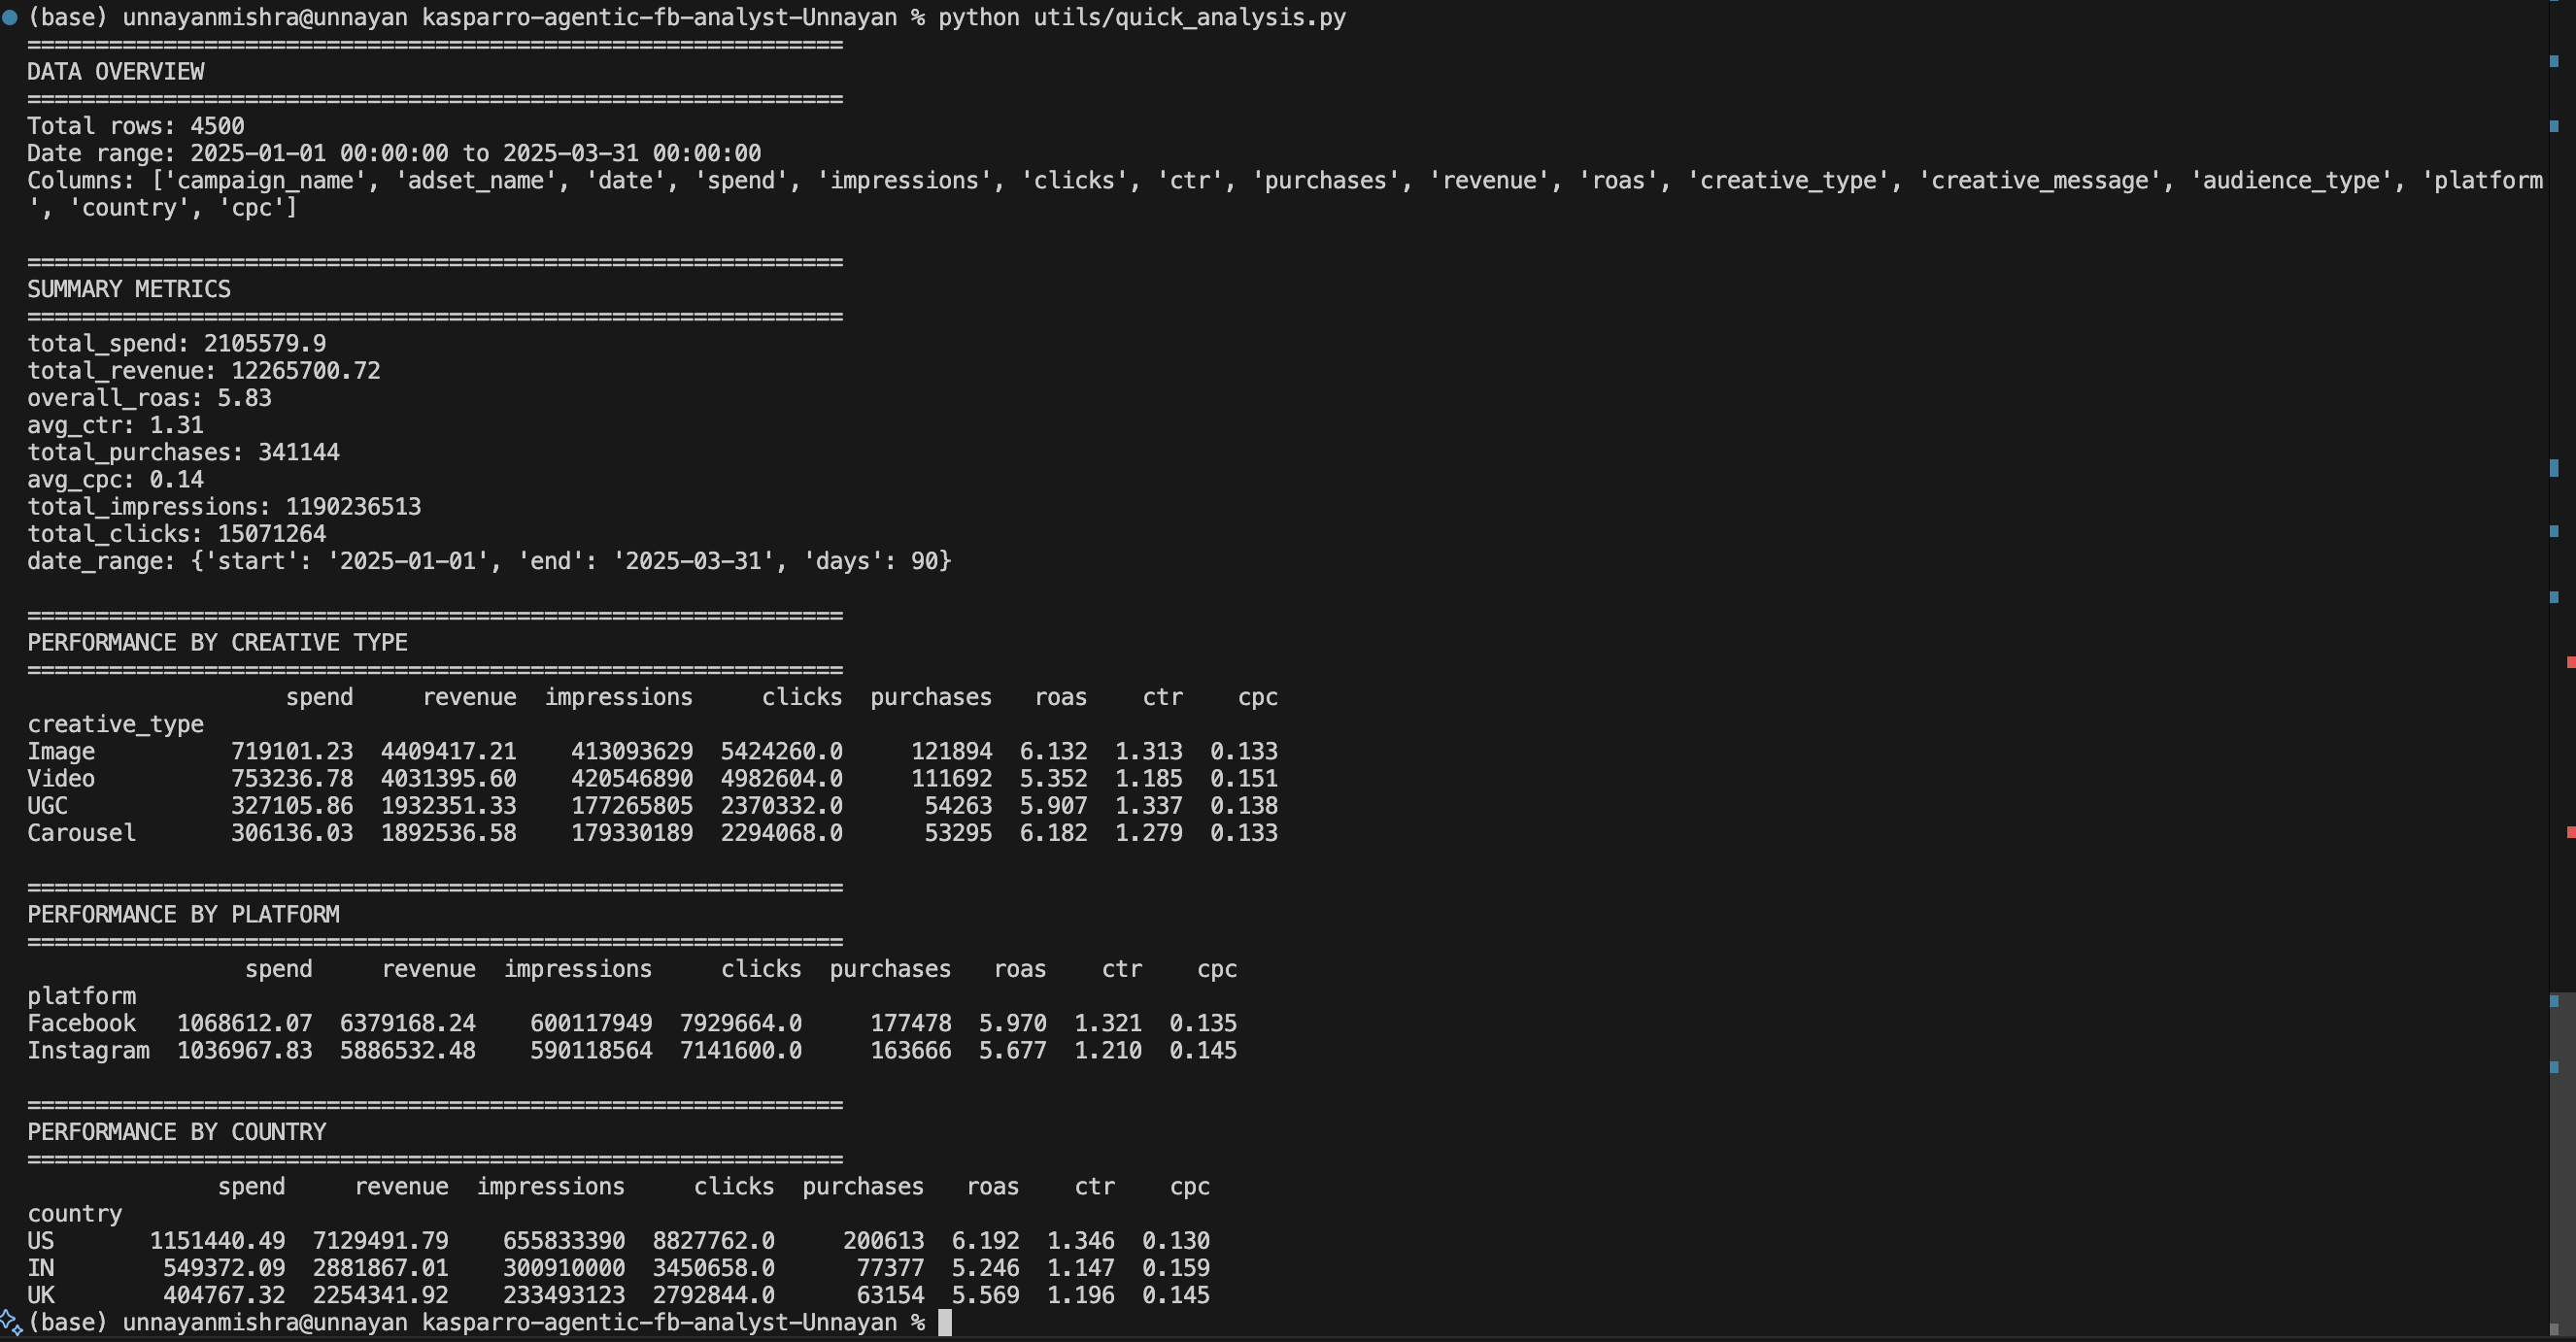 (base) unnayanmishra@unnayan kasparro-agentic-fb-analyst-Unnayan % python utils/quick_analysis.py
============================================================
DATA OVERVIEW
============================================================
Total rows: 4500
Date range: 2025-01-01 00:00:00 to 2025-03-31 00:00:00
Columns: ['campaign_name', 'adset_name', 'date', 'spend', 'impressions', 'clicks', 'ctr', 'purchases', 'revenue', 'roas', 'creative_type', 'creative_message', 'audience_type', 'platform
', 'country', 'cpc']
============================================================
SUMMARY METRICS
============================================================
total_spend: 2105579.9
total_revenue: 12265700.72
overall_roas: 5.83
avg_ctr: 1.31
total_purchases: 341144
avg_cpc: 0.14
total_impressions: 1190236513
total_clicks: 15071264
date_range: {'start': '2025-01-01', 'end': '2025-03-31', 'days': 90}
============================================================
PERFORMANCE BY CREATIVE TYPE
============================================================
spend revenue impressions clicks purchases roas ctr cpc
creative_type
Image 719101.23 4409417.21 413093629 5424260.0 121894 6.132 1.313 0.133
Video 753236.78 4031395.60 420546890 4982604.0 111692 5.352 1.185 0.151
UGC 327105.86 1932351.33 177265805 2370332.0 54263 5.907 1.337 0.138
Carousel 306136.03 1892536.58 179330189 2294068.0 53295 6.182 1.279 0.133
============================================================
PERFORMANCE BY PLATFORM
============================================================
spend revenue impressions clicks purchases roas ctr cpc
platform
Facebook 1068612.07 6379168.24 600117949 7929664.0 177478 5.970 1.321 0.135
Instagram 1036967.83 5886532.48 590118564 7141600.0 163666 5.677 1.210 0.145
============================================================
PERFORMANCE BY COUNTRY
============================================================
spend revenue impressions clicks purchases roas ctr cpc
country
US 1151440.49 7129491.79 655833390 8827762.0 200613 6.192 1.346 0.130
IN 549372.09 2881867.01 300910000 3450658.0 77377 5.246 1.147 0.159
UK 404767.32 2254341.92 233493123 2792844.0 63154 5.569 1.196 0.145
(base) unnayanmishra@unnayan kasparro-agentic-fb-analyst-Unnayan %